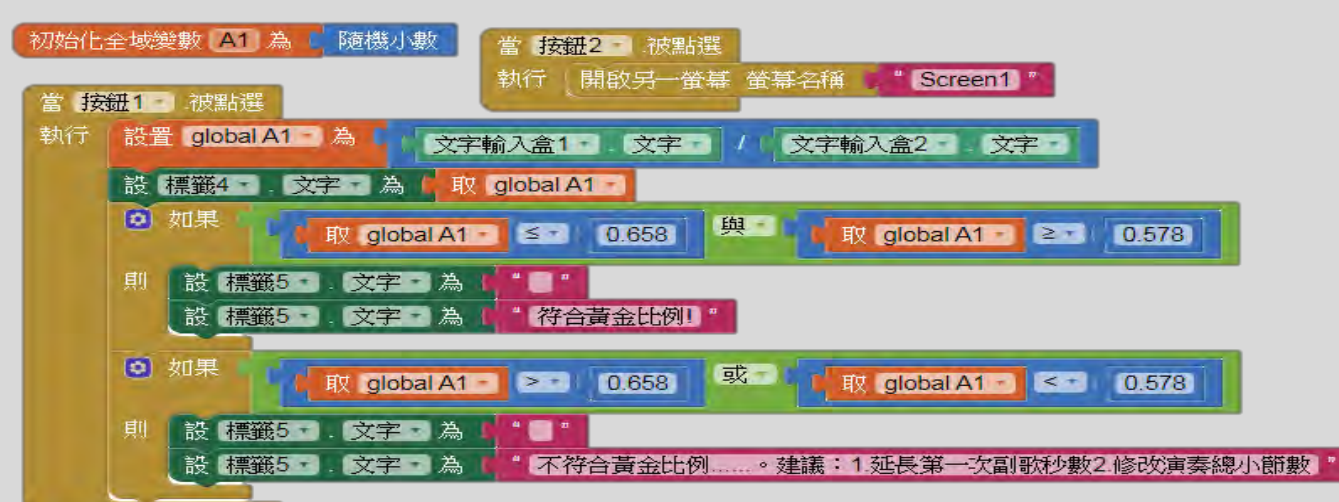 初始化全域變數 A1 為 隨機小數
當 按鈕2 .被點選
執行 開啟另一螢幕 螢幕名稱 " Screen1 "
當 按鈕1 .被點選
執行 設置 global A1 為 文字輸入盒1 . 文字 / 文字輸入盒2 . 文字
設 標籤4 . 文字 為 取 global A1
如果 取 global A1 ≤ 0.658 與 取 global A1 ≥ 0.578
則 設 標籤5 . 文字 為 " "
設 標籤5 . 文字 為 " 符合黃金比例! "
如果 取 global A1 > 0.658 或 取 global A1 < 0.578
則 設 標籤5 . 文字 為 " "
設 標籤5 . 文字 為 " 不符合黃金比例......。建議：1.延長第一次副歌秒數2.修改演奏總小節數 "